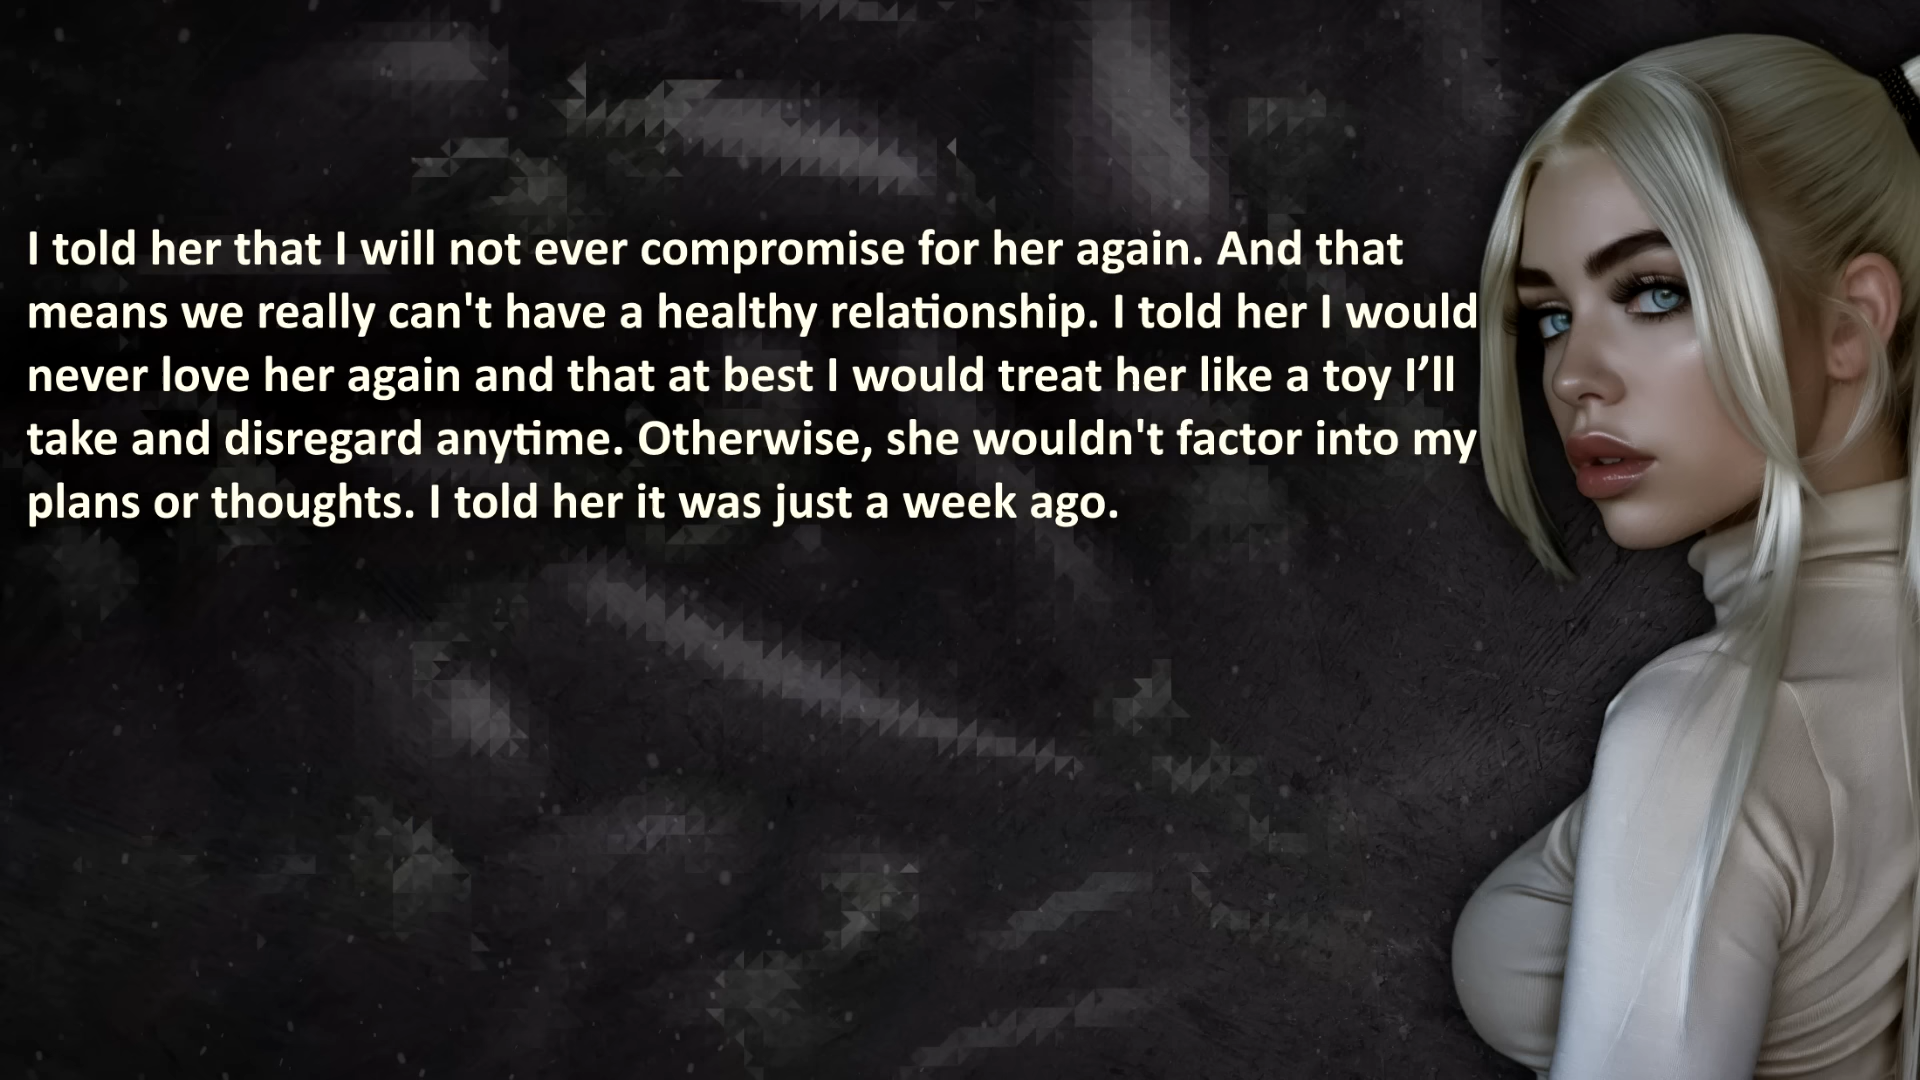 I told her that I will not ever compromise for her again. And that
means we really can't have a healthy relationship. I told her I would
never love her again and that at best I would treat her like a toy I’ll
take and disregard anytime. Otherwise, she wouldn't factor into my
plans or thoughts. I told her it was just a week ago.